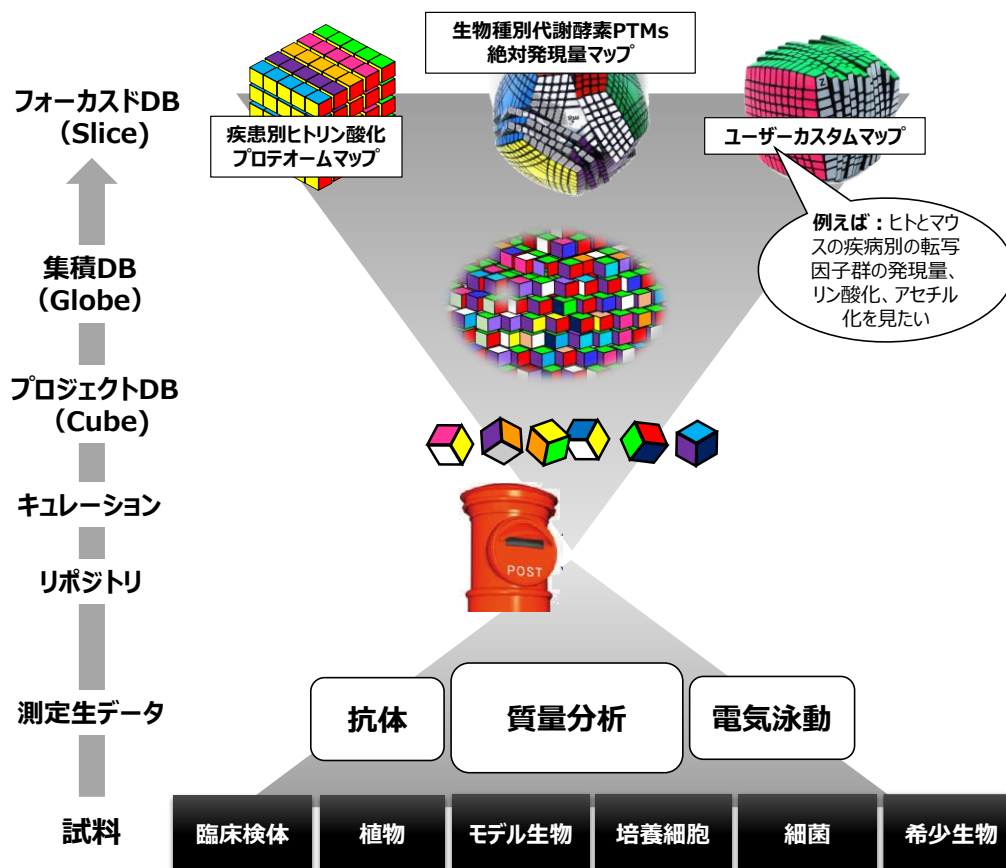 生物種別代謝酵素PTMs
絶対発現量マップ
フォーカスドDB
（Slice)
疾患別ヒトリン酸化
プロテオームマップ
ユーザーカスタムマップ
例えば：ヒトとマウ
スの疾病別の転写
因子群の発現量、
リン酸化、アセチル
化を見たい
集積DB
（Globe）
プロジェクトDB
（Cube)
キュレーション
POST
リポジトリ
測定生データ
抗体
質量分析
電気泳動
試料
臨床検体
植物
モデル生物
培養細胞
細菌
希少生物